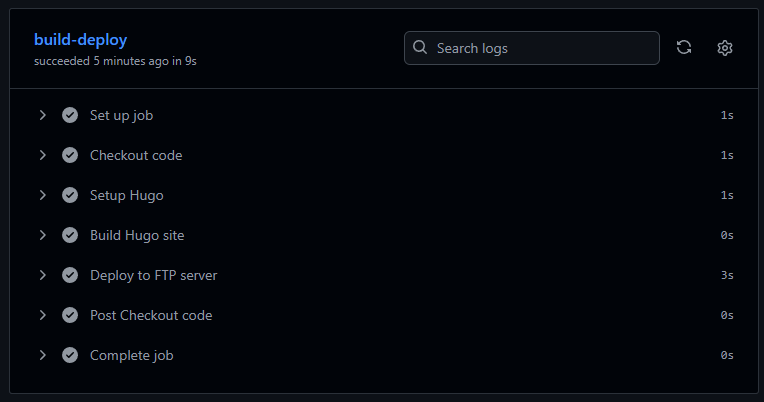 build-deploy
succeeded 5 minutes ago in 9s
Search logs
Set up job 1s
Checkout code 1s
Setup Hugo 1s
Build Hugo site 0s
Deploy to FTP server 3s
Post Checkout code 0s
Complete job 0s